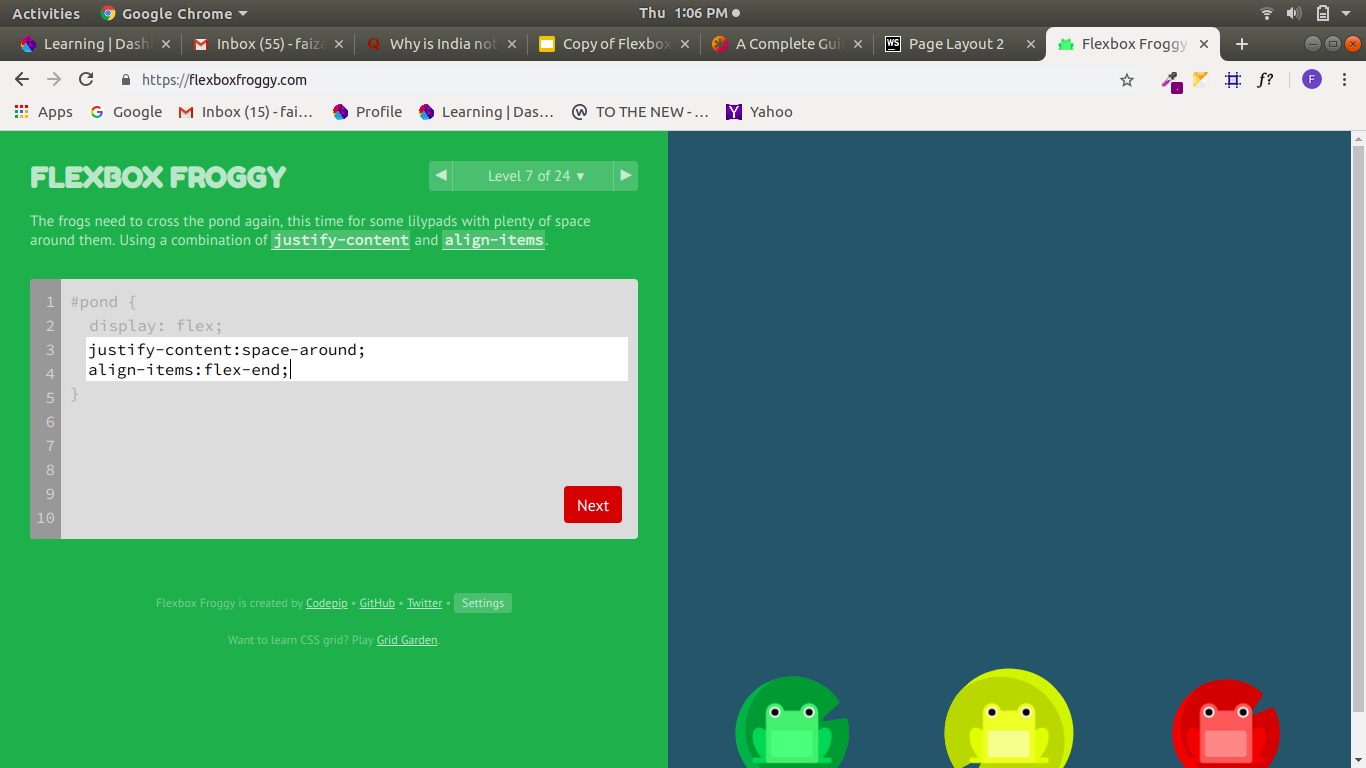 Activities Google Chrome Thu 1:06 PM
Learning | Dash Inbox (55) - faiza Why is India not Copy of Flexbox A Complete Gui WS Page Layout 2 Flexbox Froggy
https://flexboxfroggy.com f? F
Apps Google Inbox (15) - fai... Profile Learning | Das... TO THE NEW - ... Yahoo
FLEXBOX FROGGY
◀ Level 7 of 24 ▼ ▶
The frogs need to cross the pond again, this time for some lilypads with plenty of space
around them. Using a combination of justify-content and align-items.
1 #pond {
2 display: flex;
3 justify-content:space-around;
4 align-items:flex-end;
5 }
6
7
8
9
10
Next
Flexbox Froggy is created by Codepip • GitHub • Twitter • Settings
Want to learn CSS grid? Play Grid Garden.